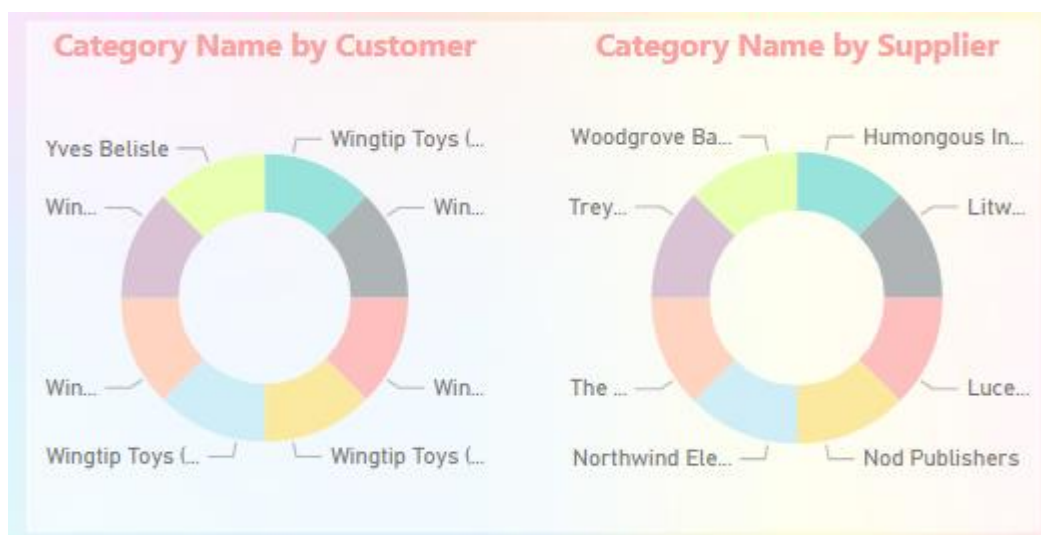 Category Name by Customer
Yves Belisle
Wingtip Toys (...
Win...
Win...
Win...
Win...
Wingtip Toys (...
Wingtip Toys (...
Category Name by Supplier
Woodgrove Ba...
Humongous In...
Trey...
Litw...
The ...
Luce...
Northwind Ele...
Nod Publishers